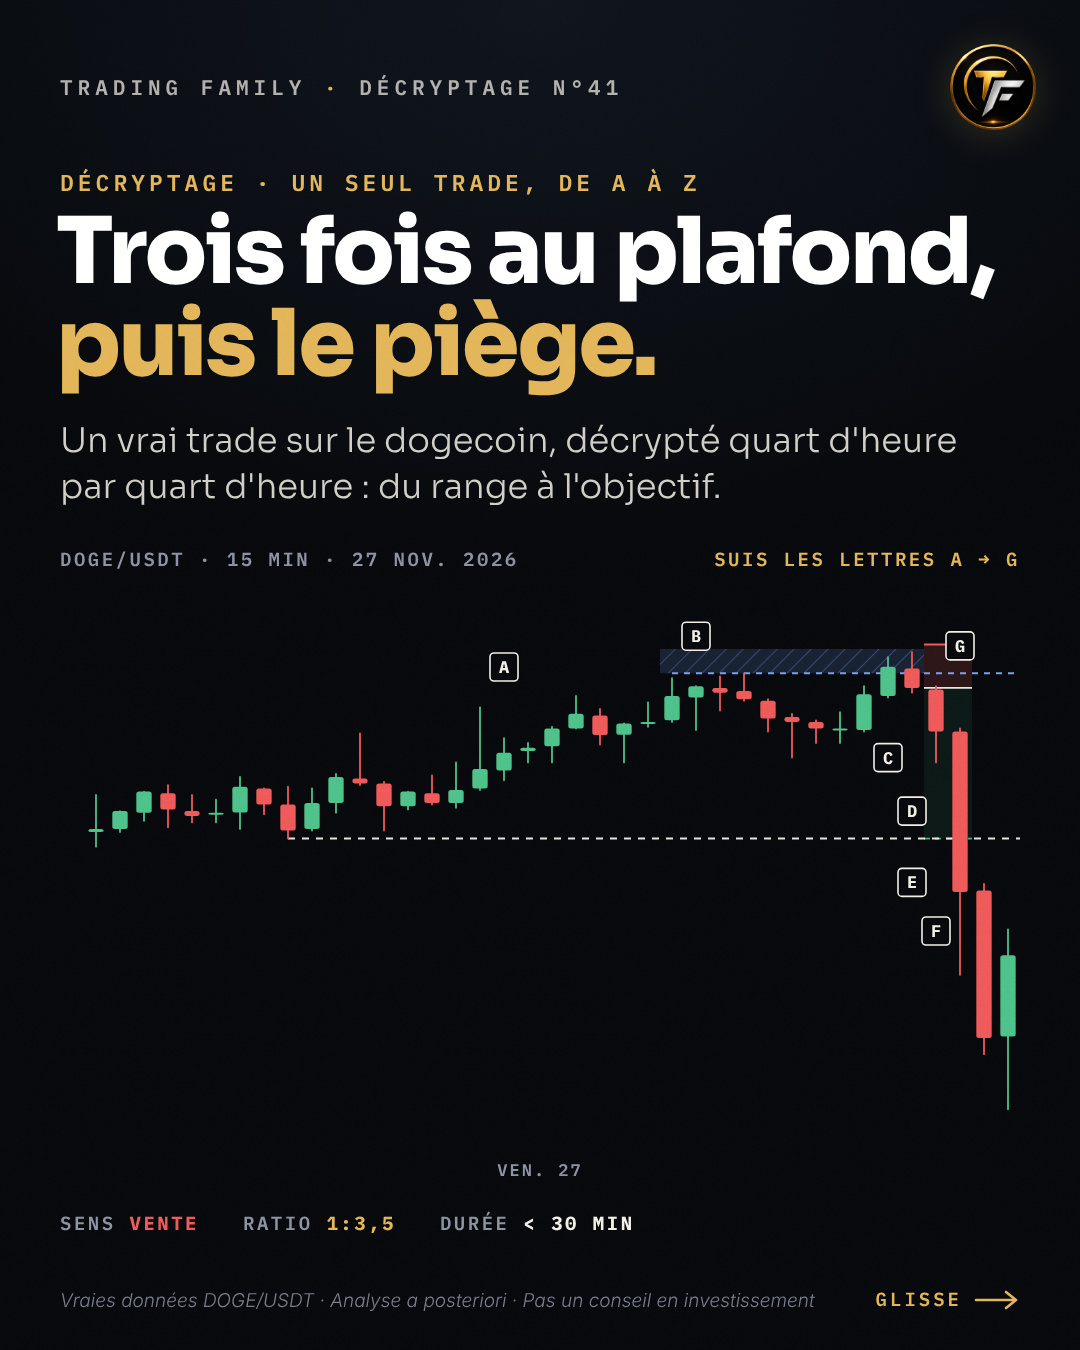 TRADING FAMILY · DÉCRYPTAGE N°41
TF
DÉCRYPTAGE · UN SEUL TRADE, DE A À Z
Trois fois au plafond,
puis le piège.
Un vrai trade sur le dogecoin, décrypté quart d'heure
par quart d'heure : du range à l'objectif.
DOGE/USDT · 15 MIN · 27 NOV. 2026
SUIS LES LETTRES A → G
A
B
G
C
D
E
F
VEN. 27
SENS VENTE RATIO 1:3,5 DURÉE < 30 MIN
Vraies données DOGE/USDT · Analyse a posteriori · Pas un conseil en investissement
GLISSE →